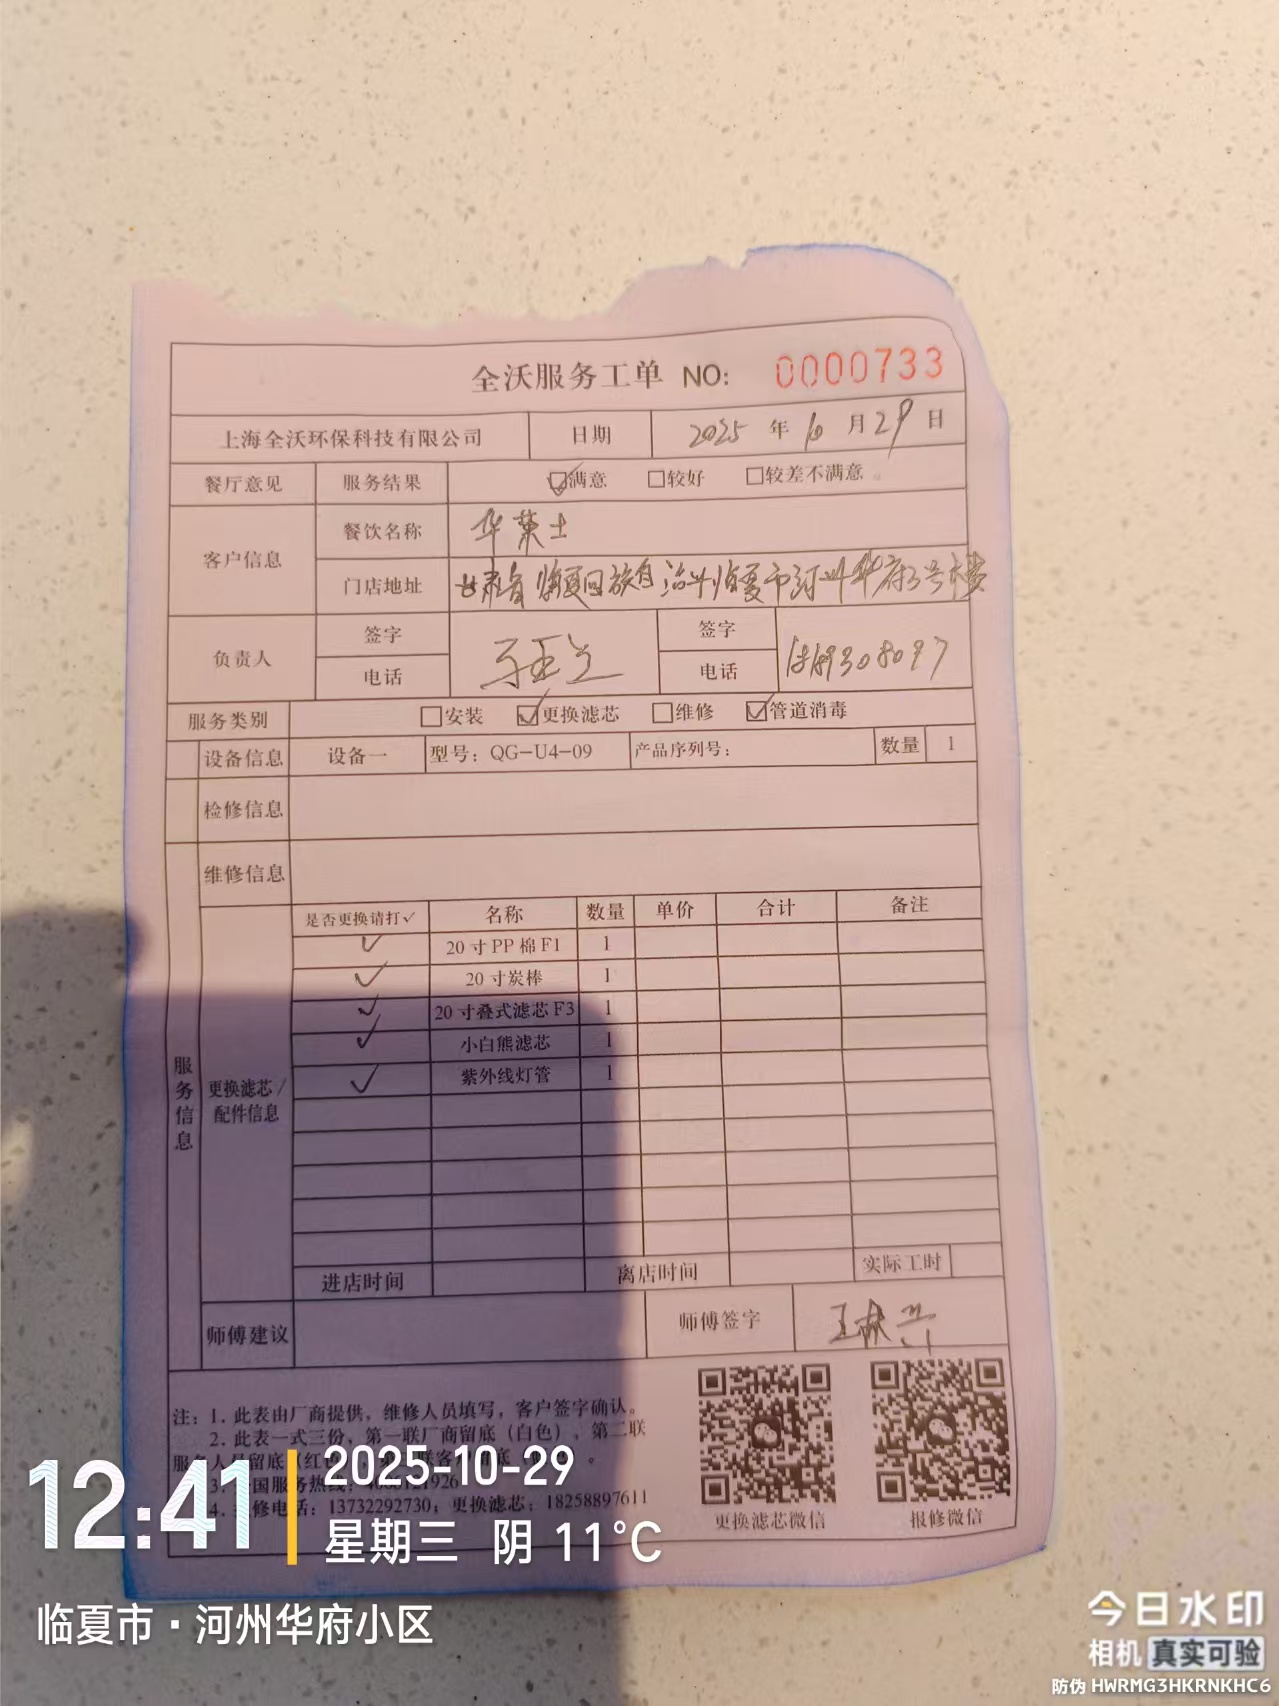 全沃服务工单 NO: 0000733
上海全沃环保科技有限公司 日期 2025 年 10 月 29 日
餐厅意见 服务结果 ☑满意 □较好 □较差不满意。
客户信息 餐饮名称 华莱士
门店地址 甘肃省临夏回族自治州临夏市河州华府3号楼
负责人 签字 签字
电话 电话
服务类别 □安装 ☑更换滤芯 □维修 ☑管道消毒
设备信息 设备一 型号：QG-U4-09 产品序列号： 数量 1
检修信息
维修信息
服务信息
更换滤芯/
配件信息
是否更换请打✓ 名称 数量 单价 合计 备注
✓ 20寸PP棉F1 1
✓ 20寸炭棒 1
✓ 20寸叠式滤芯F3 1
✓ 小白熊滤芯 1
✓ 紫外线灯管 1
进店时间 离店时间 实际工时
师傅建议 师傅签字 王林兴
注：1. 此表由厂商提供，维修人员填写，客户签字确认。
2. 此表一式三份，第一联厂商留底（白色），第二联
服务人员留底（红色）
4. 维修电话：13732292730；更换滤芯：18258897611
更换滤芯微信 报修微信
12:41
2025-10-29
星期三 阴 11°C
临夏市·河州华府小区
今日水印
相机 真实可验
防伪 HWRMG3HKRNKHC6